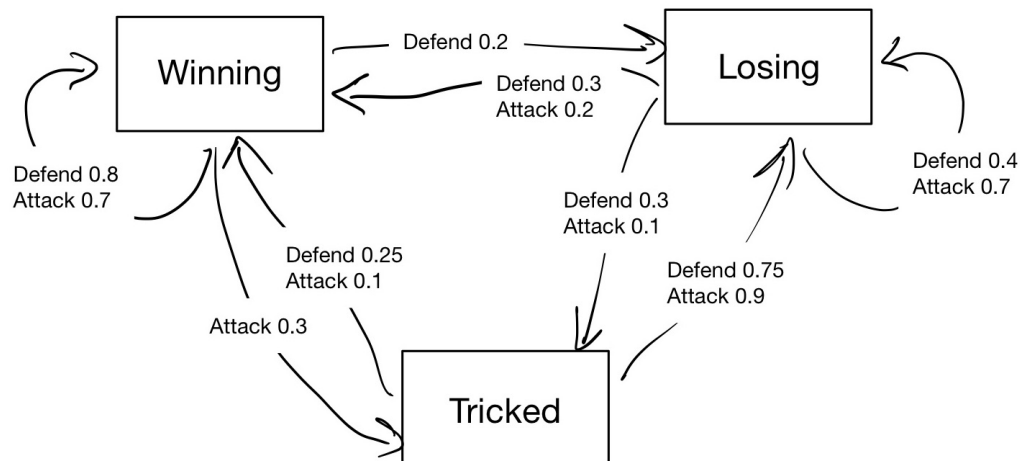 Defend 0.2
Winning
Losing
Defend 0.3
Attack 0.2
Defend 0.8
Attack 0.7
Defend 0.4
Attack 0.7
Defend 0.3
Attack 0.1
Defend 0.25
Attack 0.1
Defend 0.75
Attack 0.9
Attack 0.3
Tricked